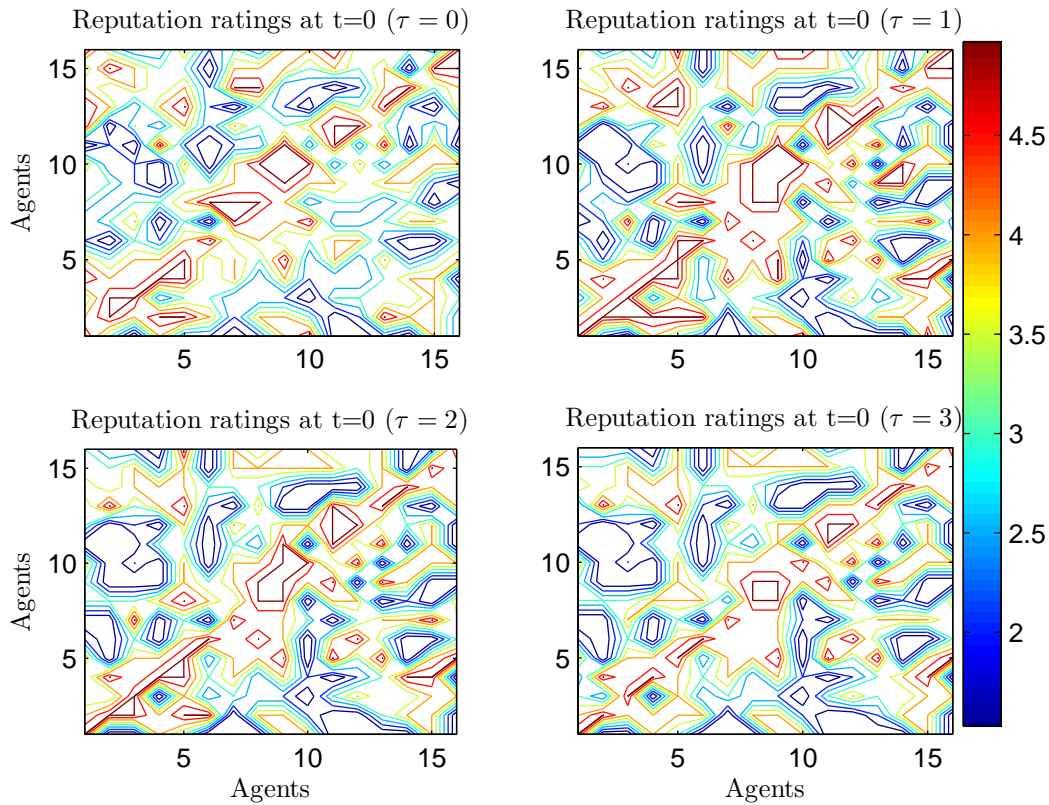 Reputation ratings at t=0 (τ = 0)
Reputation ratings at t=0 (τ = 1)
15
10
5
Agents
5 10 15
15
10
5
5 10 15
4.5
4
3.5
3
2.5
2
Reputation ratings at t=0 (τ = 2)
Reputation ratings at t=0 (τ = 3)
15
10
5
Agents
5 10 15
Agents
15
10
5
5 10 15
Agents